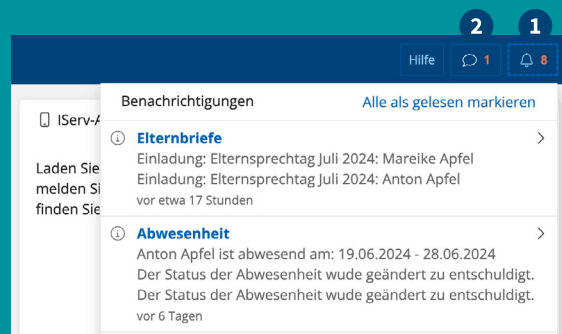 2 1
Hilfe 1 8
Benachrichtigungen Alle als gelesen markieren
IServ-A
Elternbriefe
Einladung: Elternsprechtag Juli 2024: Mareike Apfel
Einladung: Elternsprechtag Juli 2024: Anton Apfel
vor etwa 17 Stunden
Laden Sie
melden Si
finden Sie
Abwesenheit
Anton Apfel ist abwesend am: 19.06.2024 - 28.06.2024
Der Status der Abwesenheit wude geändert zu entschuldigt.
Der Status der Abwesenheit wude geändert zu entschuldigt.
vor 6 Tagen